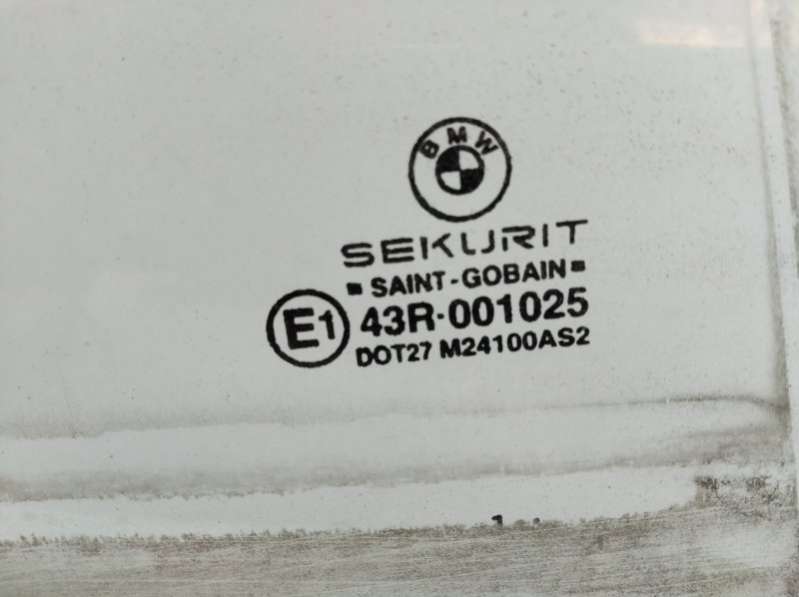 BMW
SEKURIT
SAINT-GOBAIN
E1 43R-001025
DOT27 M24100AS2